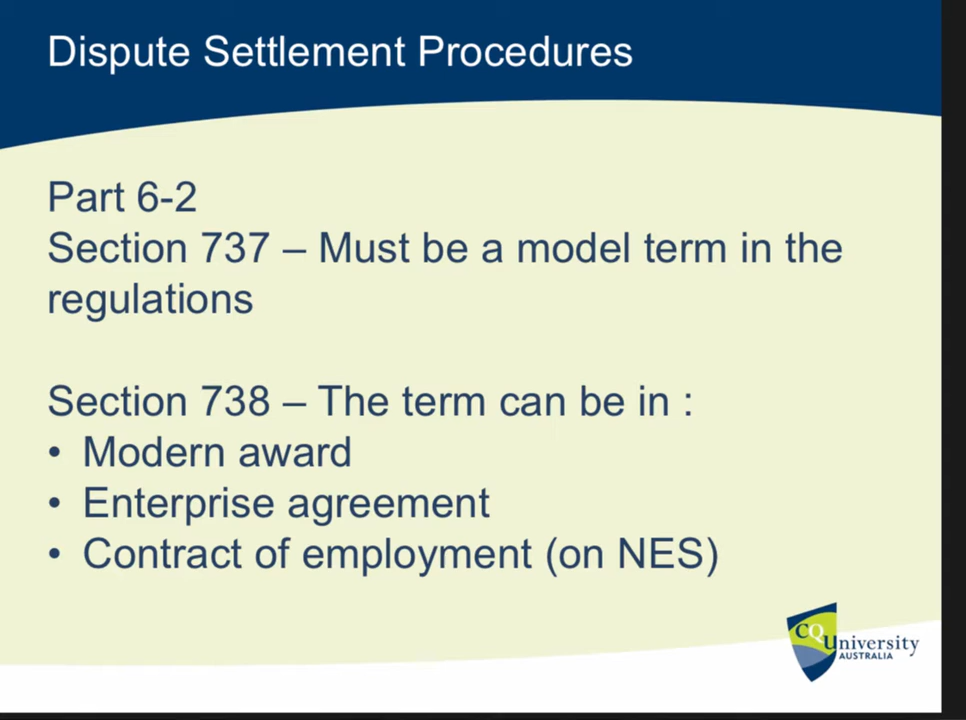 Dispute Settlement Procedures
Part 6-2
Section 737 – Must be a model term in the
regulations
Section 738 – The term can be in :
• Modern award
• Enterprise agreement
• Contract of employment (on NES)
CQUniversity
AUSTRALIA